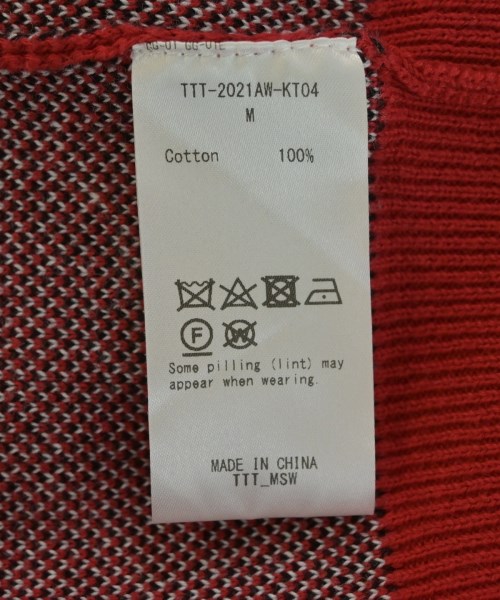 TTT-2021AW-KT04
M
Cotton 100%
F W
Some pilling (lint) may
appear when wearing.
MADE IN CHINA
TTT_MSW